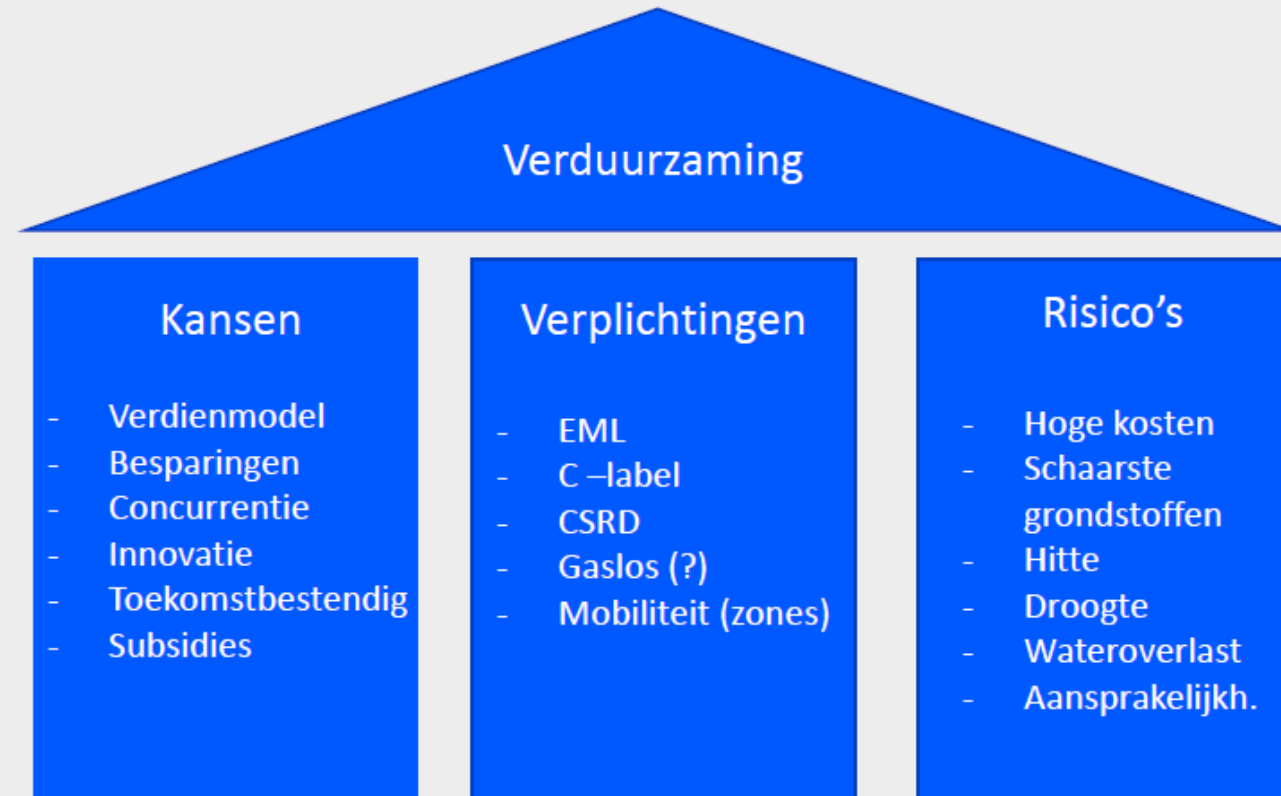 Verduurzaming
Kansen
- Verdienmodel
- Besparingen
- Concurrentie
- Innovatie
- Toekomstbestendig
- Subsidies
Verplichtingen
- EML
- C –label
- CSRD
- Gaslos (?)
- Mobiliteit (zones)
Risico’s
- Hoge kosten
- Schaarste
grondstoffen
- Hitte
- Droogte
- Wateroverlast
- Aansprakelijkh.